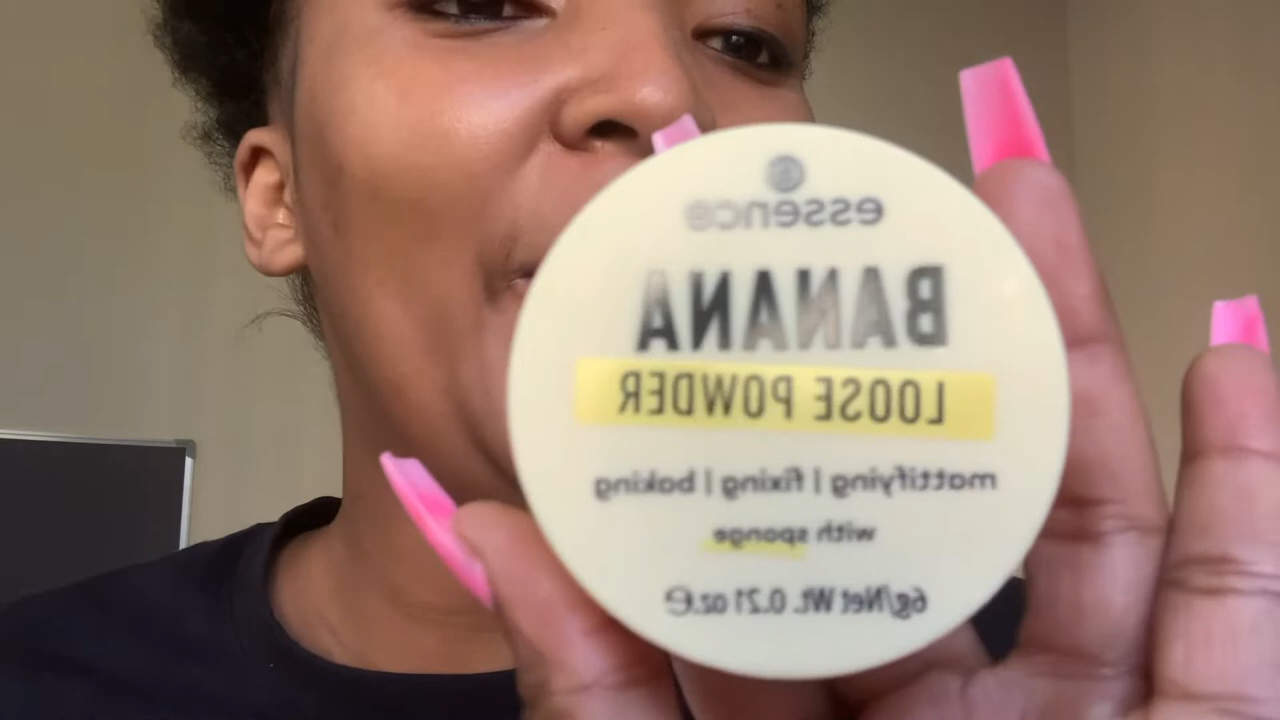 essence
BANANA
LOOSE POWDER
mattifying | fixing | baking
with sponge
6g/Net Wt. 0.21 oz.e